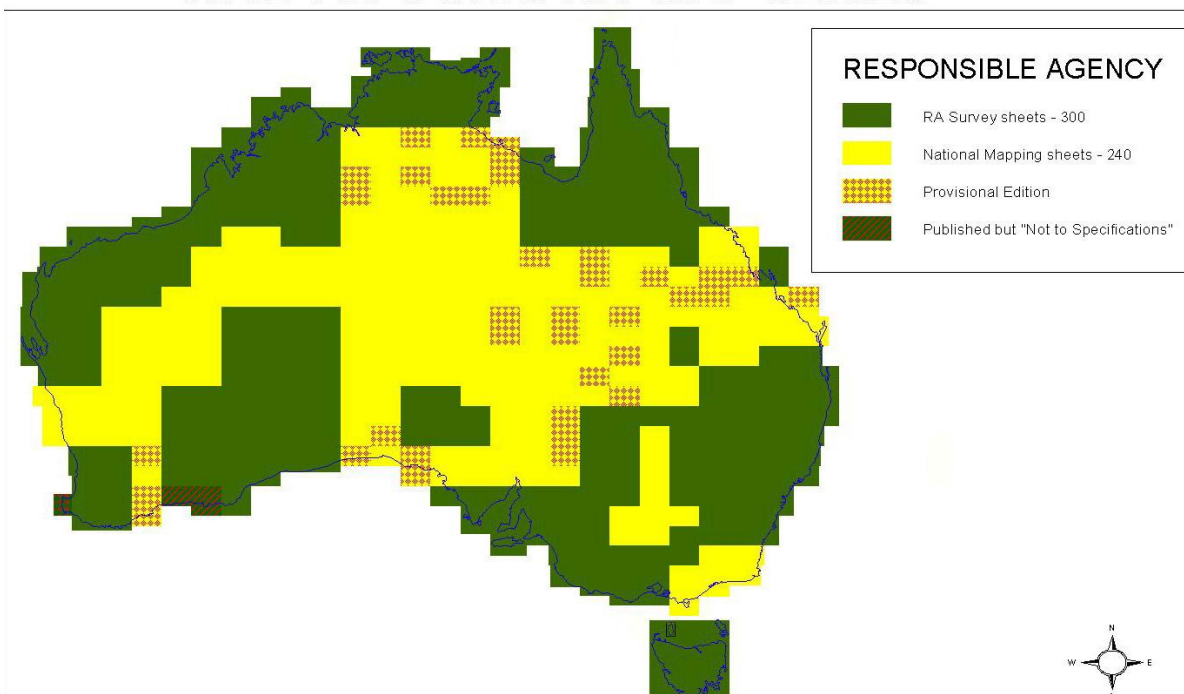 RESPONSIBLE AGENCY
RA Survey sheets - 300
National Mapping sheets - 240
Provisional Edition
Published but "Not to Specifications"
N
W E